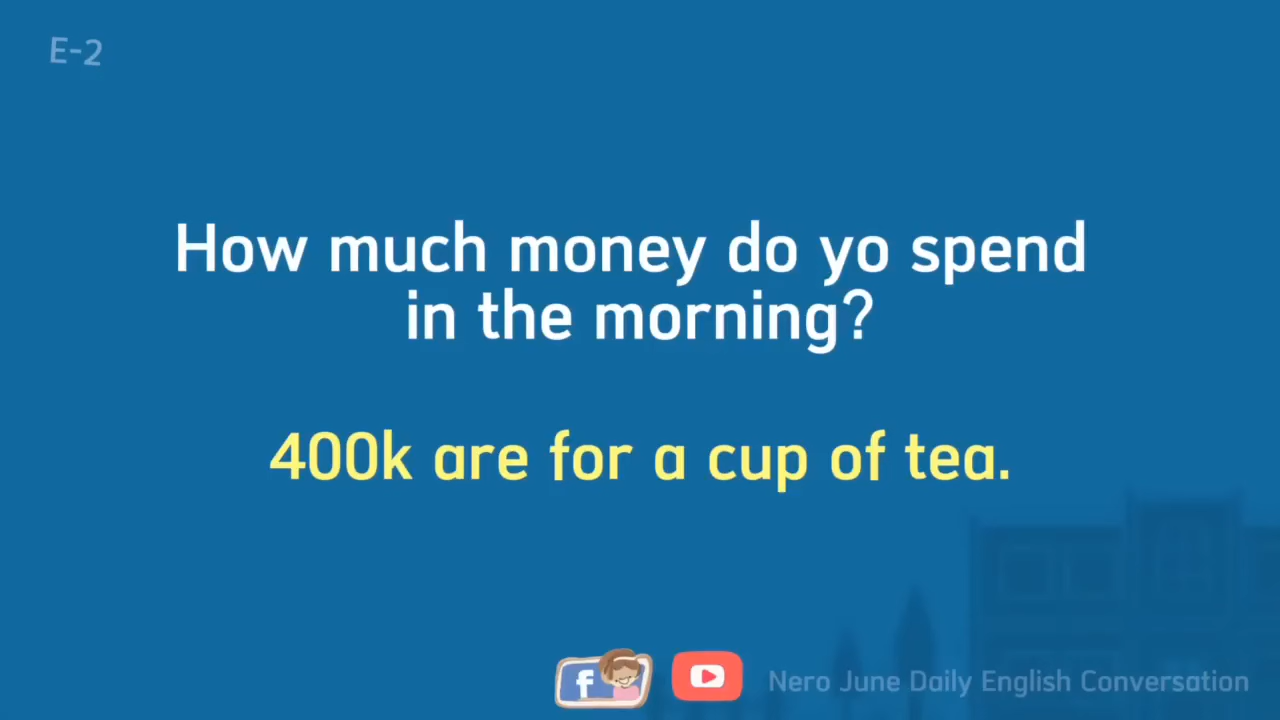 E-2
How much money do yo spend
in the morning?
400k are for a cup of tea.
f
Nero June Daily English Conversation